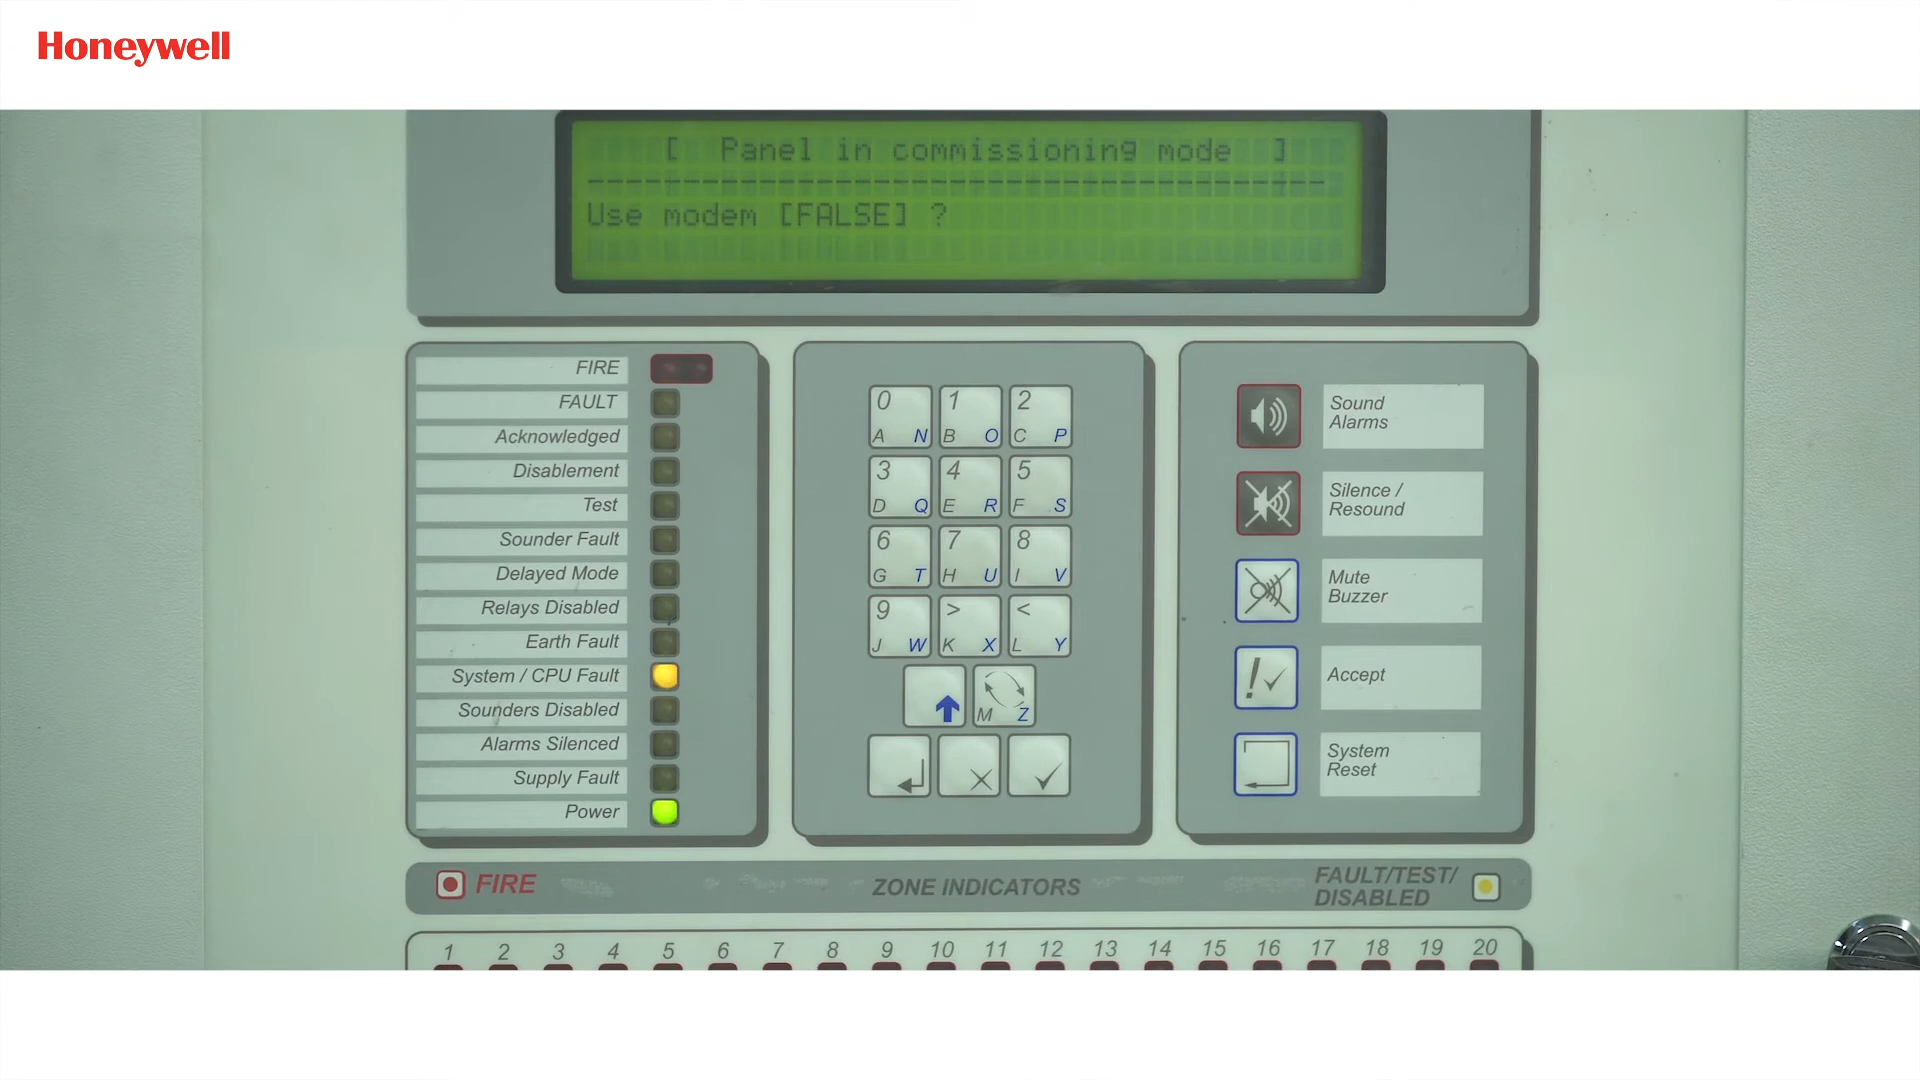 Honeywell
[ Panel in commissioning mode ]
---------------------------------------
Use modem [FALSE] ?
FIRE
FAULT
Acknowledged
Disablement
Test
Sounder Fault
Delayed Mode
Relays Disabled
Earth Fault
System / CPU Fault
Sounders Disabled
Alarms Silenced
Supply Fault
Power
0 1 2
A N B O C P
3 4 5
D Q E R F S
6 7 8
G T H U I V
9 > <
J W K X L Y
M Z
Sound
Alarms
Silence /
Resound
Mute
Buzzer
Accept
System
Reset
FIRE
ZONE INDICATORS
FAULT/TEST/
DISABLED
1 2 3 4 5 6 7 8 9 10 11 12 13 14 15 16 17 18 19 20